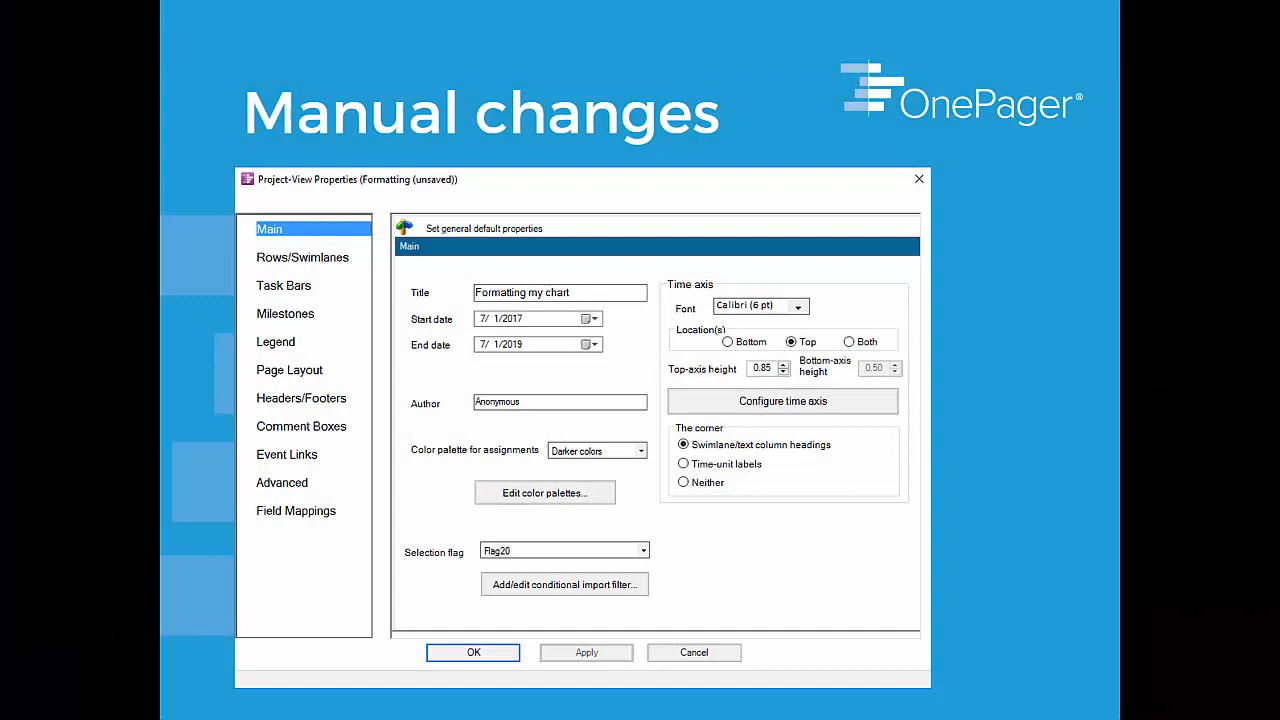 Manual changes
OnePager®
Project-View Properties (Formatting (unsaved))
Main
Rows/Swimlanes
Task Bars
Milestones
Legend
Page Layout
Headers/Footers
Comment Boxes
Event Links
Advanced
Field Mappings
Set general default properties
Main
Title
Formatting my chart
Start date
7/ 1/2017
End date
7/ 1/2019
Author
Anonymous
Color palette for assignments
Darker colors
Edit color palettes...
Selection flag
Flag20
Add/edit conditional import filter...
Time axis
Font
Calibri (6 pt)
Location(s)
Bottom
Top
Both
Top-axis height
0.85
Bottom-axis
height
0.50
Configure time axis
The corner
Swimlane/text column headings
Time-unit labels
Neither
OK
Apply
Cancel